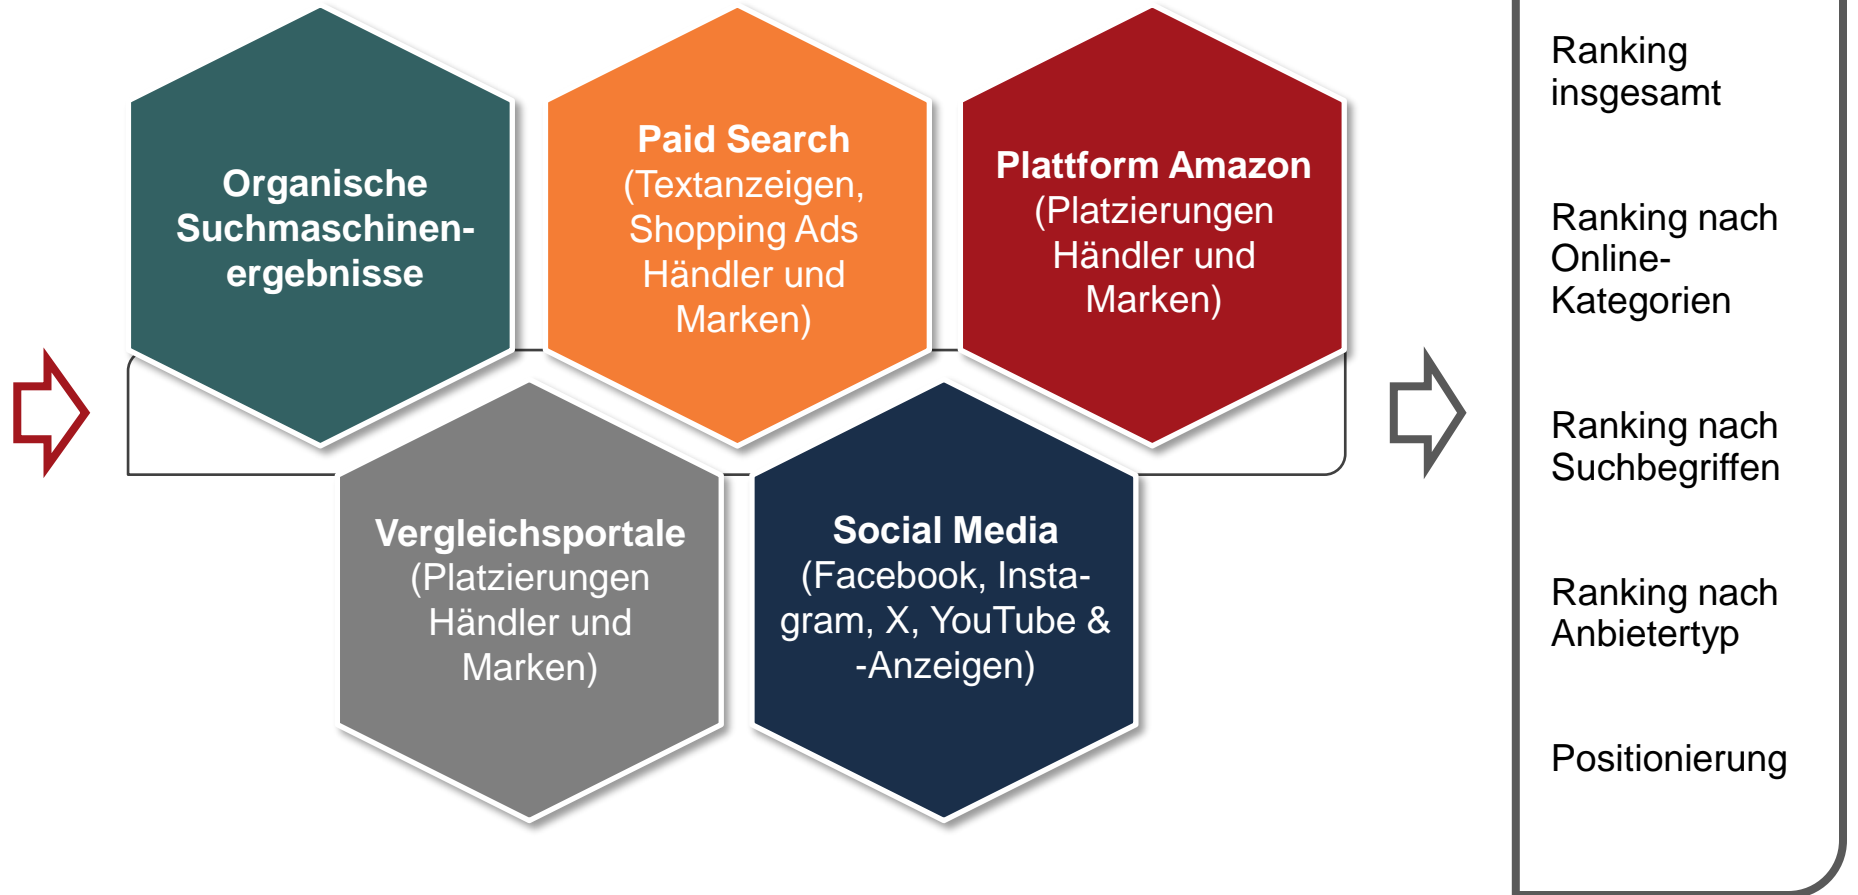 Organische
Suchmaschinen-
ergebnisse
Paid Search
(Textanzeigen,
Shopping Ads
Händler und
Marken)
Plattform Amazon
(Platzierungen
Händler und
Marken)
Vergleichsportale
(Platzierungen
Händler und
Marken)
Social Media
(Facebook, Insta-
gram, X, YouTube &
-Anzeigen)
Ranking
insgesamt
Ranking nach
Online-
Kategorien
Ranking nach
Suchbegriffen
Ranking nach
Anbietertyp
Positionierung